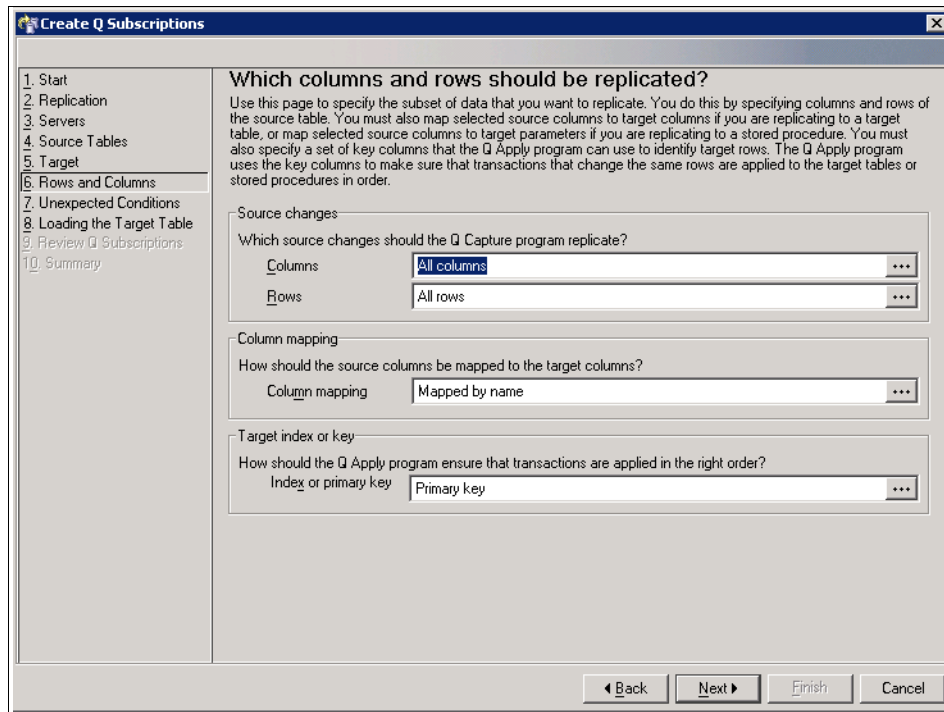 Create Q Subscriptions
1. Start
2. Replication
3. Servers
4. Source Tables
5. Target
6. Rows and Columns
7. Unexpected Conditions
8. Loading the Target Table
9. Review Q Subscriptions
10. Summary
Which columns and rows should be replicated?
Use this page to specify the subset of data that you want to replicate. You do this by specifying columns and rows of
the source table. You must also map selected source columns to target columns if you are replicating to a target
table, or map selected source columns to target parameters if you are replicating to a stored procedure. You must
also specify a set of key columns that the Q Apply program can use to identify target rows. The Q Apply program
uses the key columns to make sure that transactions that change the same rows are applied to the target tables or
stored procedures in order.
Source changes
Which source changes should the Q Capture program replicate?
Columns All columns ...
Rows All rows ...
Column mapping
How should the source columns be mapped to the target columns?
Column mapping Mapped by name ...
Target index or key
How should the Q Apply program ensure that transactions are applied in the right order?
Index or primary key Primary key ...
Back Next Finish Cancel